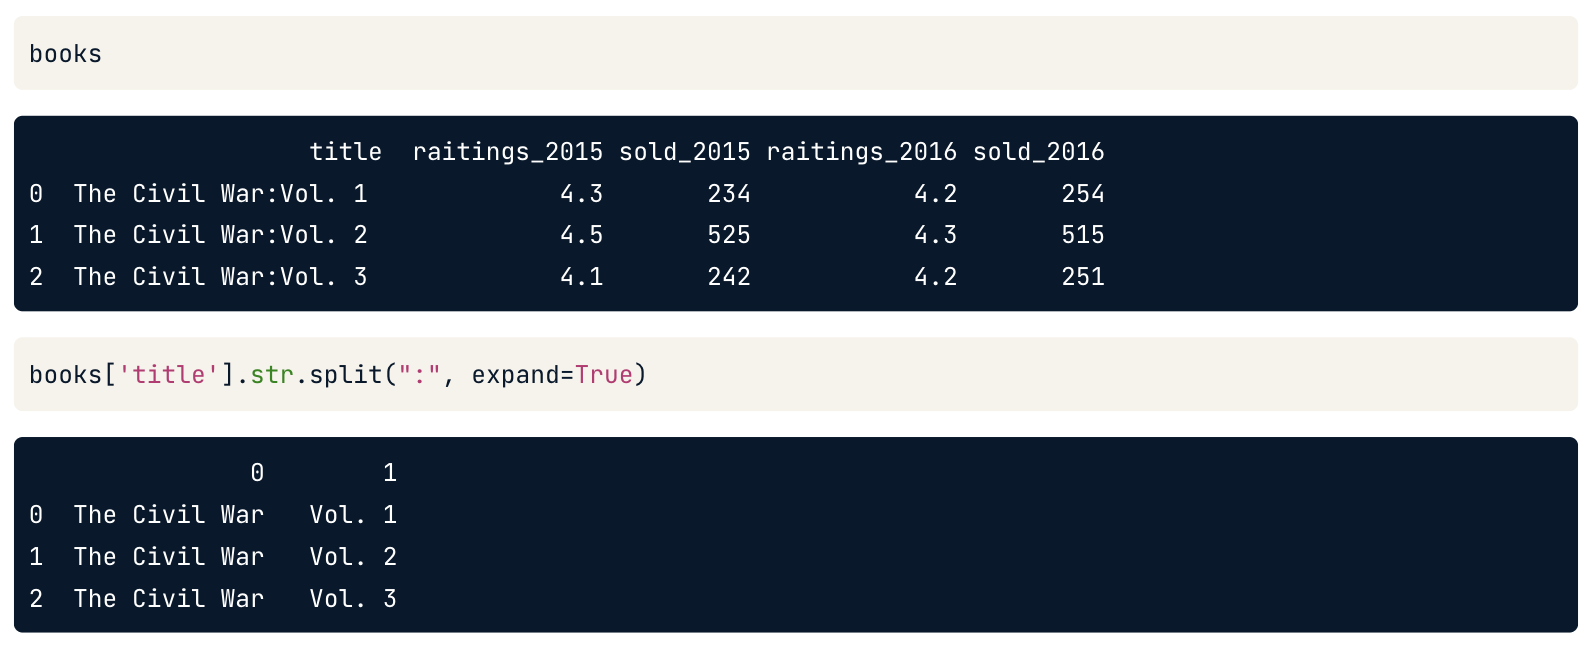 books
title raitings_2015 sold_2015 raitings_2016 sold_2016
0 The Civil War:Vol. 1 4.3 234 4.2 254
1 The Civil War:Vol. 2 4.5 525 4.3 515
2 The Civil War:Vol. 3 4.1 242 4.2 251
books['title'].str.split(":", expand=True)
0 1
0 The Civil War Vol. 1
1 The Civil War Vol. 2
2 The Civil War Vol. 3